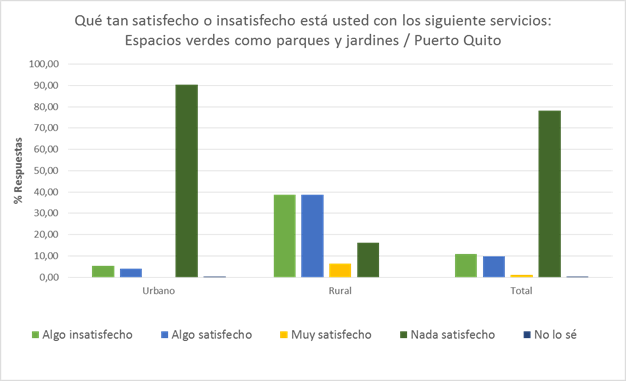 Qué tan satisfecho o insatisfecho está usted con los siguiente servicios:
Espacios verdes como parques y jardines / Puerto Quito
100,00
90,00
80,00
70,00
60,00
50,00
40,00
30,00
20,00
10,00
0,00
% Respuestas
Urbano
Rural
Total
Algo insatisfecho
Algo satisfecho
Muy satisfecho
Nada satisfecho
No lo sé